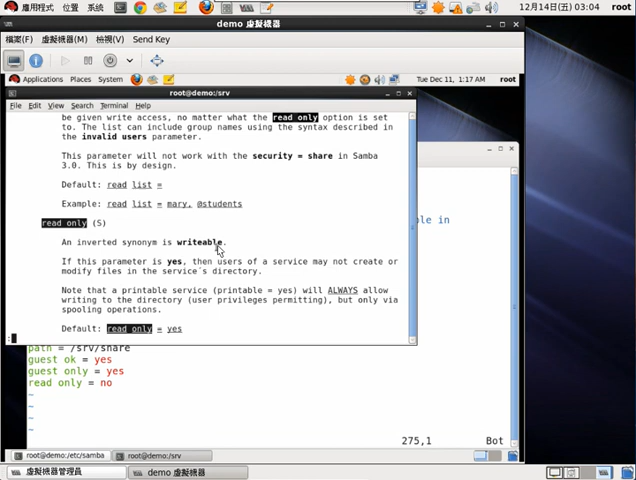 應用程式 位置 系統 12月14日(五) 03:04 root
demo 虛擬機器
檔案(F) 虛擬機器(M) 檢視(V) Send Key
Applications Places System Tue Dec 11, 1:17 AM root
root@demo:/srv
File Edit View Search Terminal Help
be given write access, no matter what the read only option is set
to. The list can include group names using the syntax described in
the invalid users parameter.
This parameter will not work with the security = share in Samba
3.0. This is by design.
Default: read list =
Example: read list = mary, @students
read only (S)
An inverted synonym is writeable.
If this parameter is yes, then users of a service may not create or
modify files in the service´s directory.
Note that a printable service (printable = yes) will ALWAYS allow
writing to the directory (user privileges permitting), but only via
spooling operations.
Default: read only = yes
:
ble in
path = /srv/share
guest ok = yes
guest only = yes
read only = no
~
~
~
~
275,1 Bot
root@demo:/etc/samba root@demo:/srv
虛擬機器管理員 demo 虛擬機器